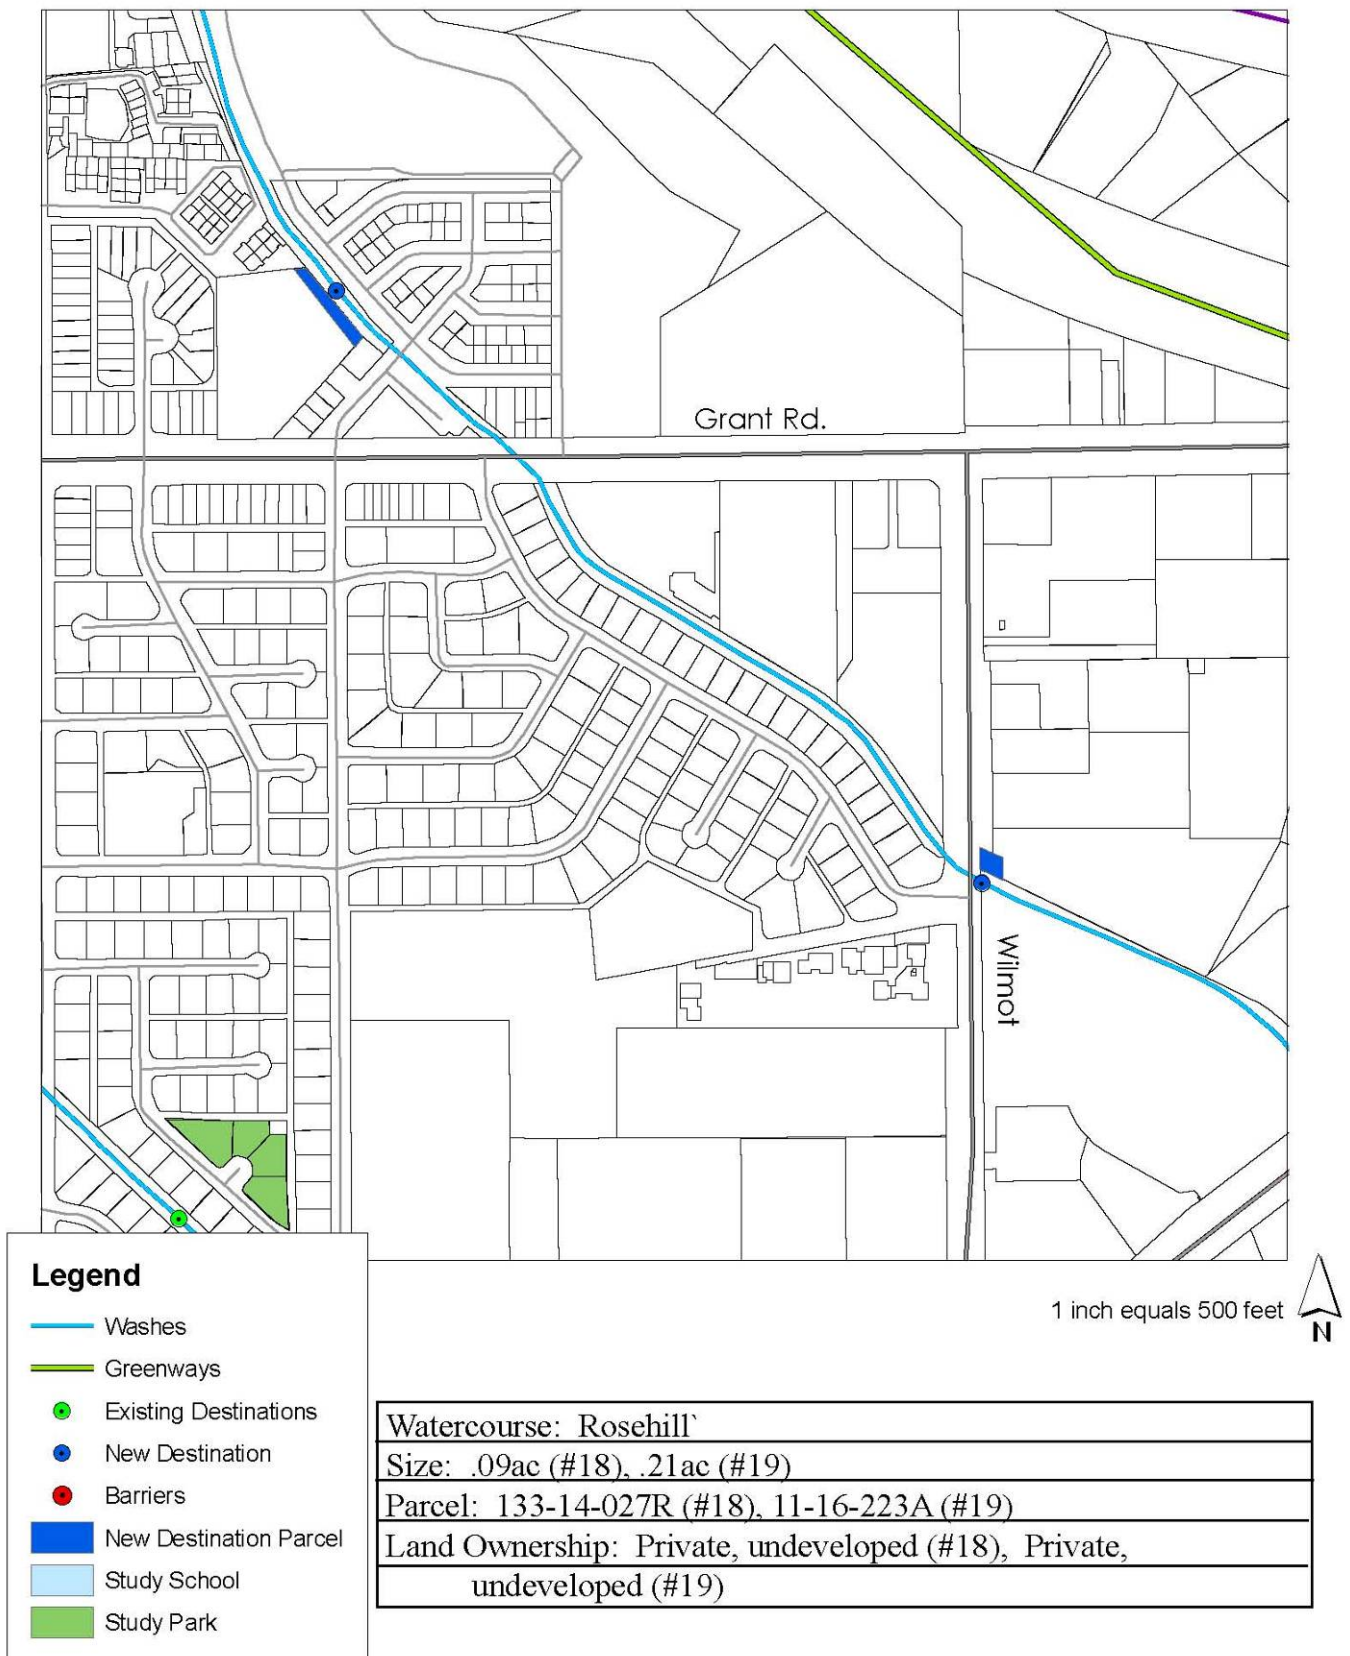 Grant Rd.
Wilmot
1 inch equals 500 feet
N
Legend
Washes
Greenways
Existing Destinations
New Destination
Barriers
New Destination Parcel
Study School
Study Park
Watercourse: Rosehill`
Size: .09ac (#18), .21ac (#19)
Parcel: 133-14-027R (#18), 11-16-223A (#19)
Land Ownership: Private, undeveloped (#18), Private,
undeveloped (#19)